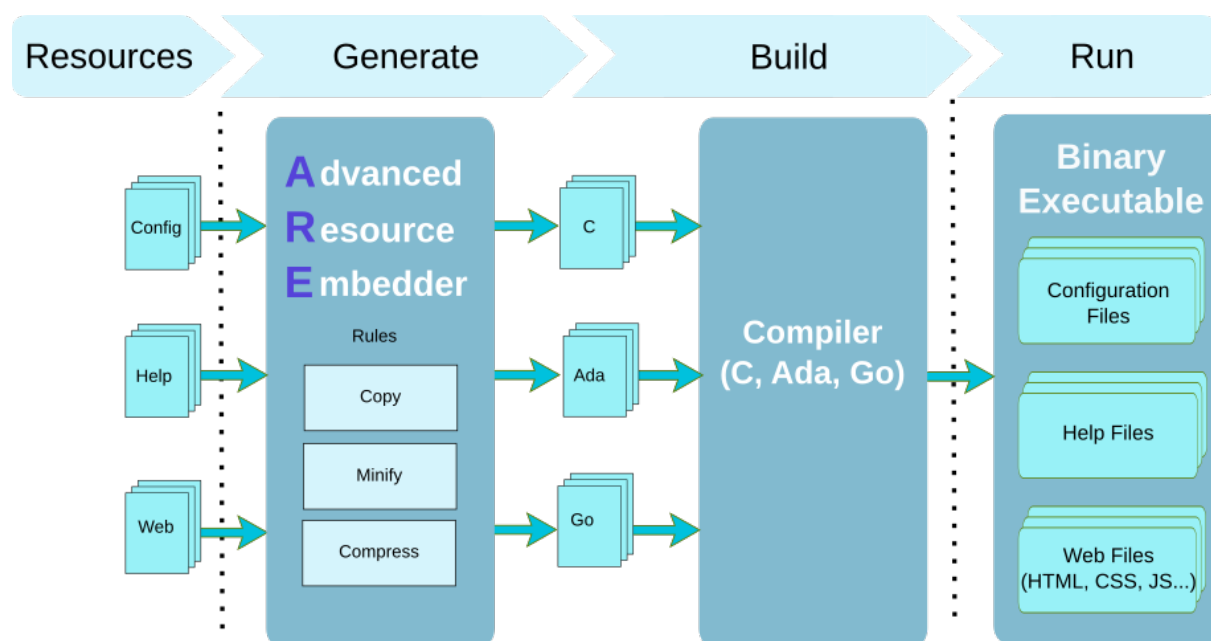 Resources
Generate
Build
Run
Advanced
Resource
Embedder
Rules
Copy
Minify
Compress
Config
Help
Web
C
Ada
Go
Compiler
(C, Ada, Go)
Binary
Executable
Configuration
Files
Help Files
Web Files
(HTML, CSS, JS...)